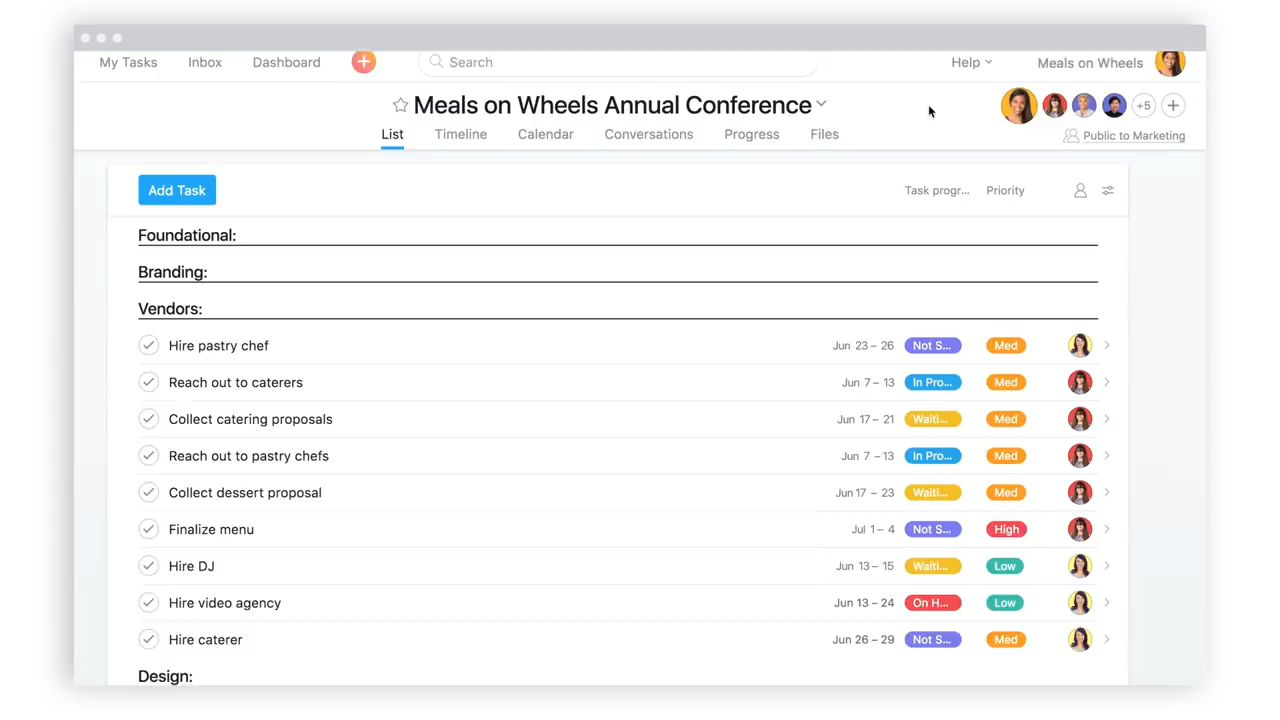 My Tasks Inbox Dashboard Search Help Meals on Wheels
Meals on Wheels Annual Conference
+5
List Timeline Calendar Conversations Progress Files
Public to Marketing
Add Task Task progr... Priority
Foundational:
Branding:
Vendors:
Hire pastry chef Jun 23 – 26 Not S... Med
Reach out to caterers Jun 7 – 13 In Pro... Med
Collect catering proposals Jun 17 – 21 Waiti... Med
Reach out to pastry chefs Jun 7 – 13 In Pro... Med
Collect dessert proposal Jun 17 – 23 Waiti... Med
Finalize menu Jul 1 – 4 Not S... High
Hire DJ Jun 13 – 15 Waiti... Low
Hire video agency Jun 13 – 24 On H... Low
Hire caterer Jun 26 – 29 Not S... Med
Design: